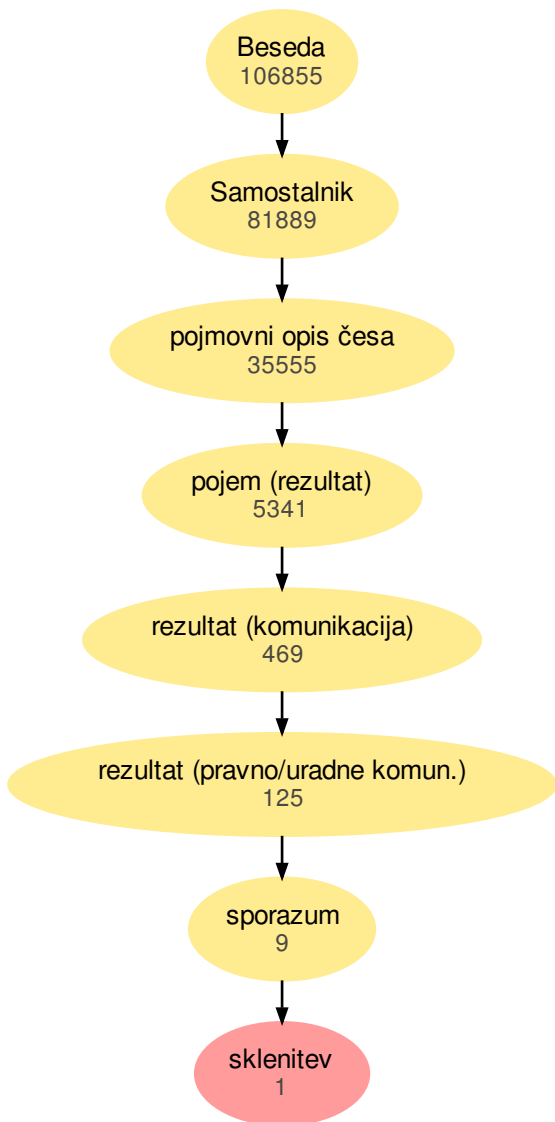 Beseda
106855
Samostalnik
81889
pojmovni opis česa
35555
pojem (rezultat)
5341
rezultat (komunikacija)
469
rezultat (pravno/uradne komun.)
125
sporazum
9
sklenitev
1